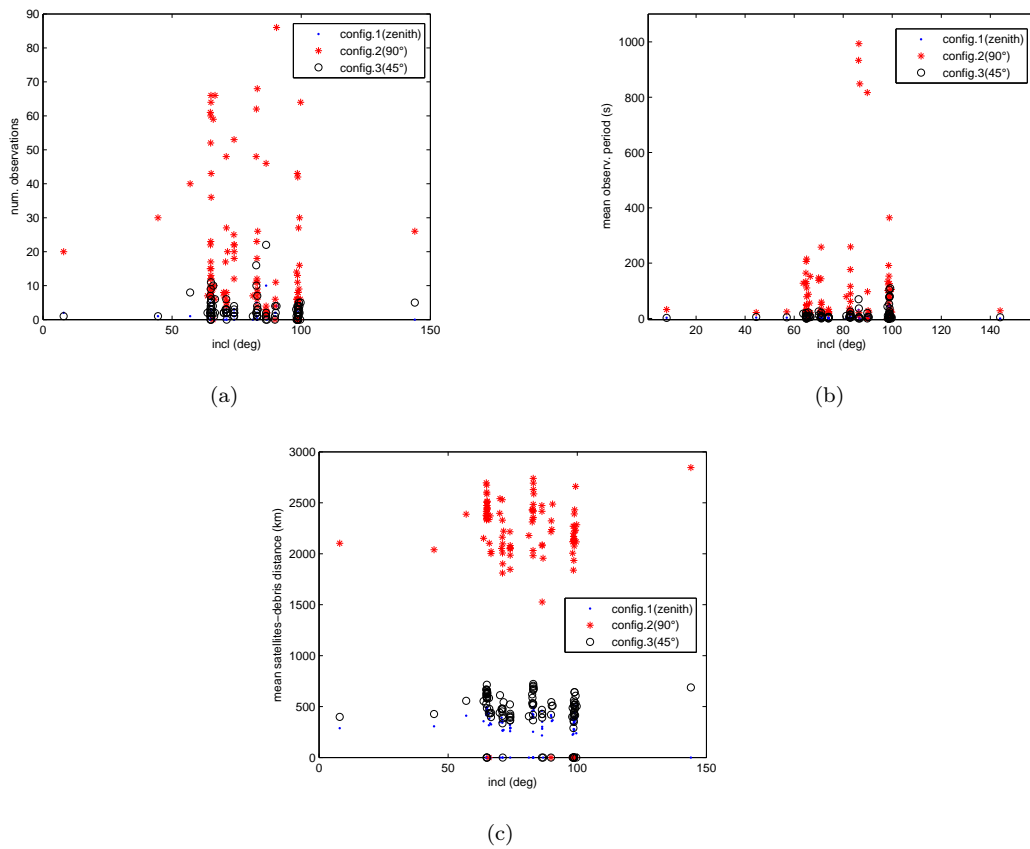 90
80
70
60
50
40
30
20
10
0
0
50
100
150
num. observations
incl (deg)
config.1(zenith)
config.2(90°)
config.3(45°)
(a)
1000
800
600
400
200
0
20
40
60
80
100
120
140
mean observ. period (s)
incl (deg)
config.1(zenith)
config.2(90°)
config.3(45°)
(b)
3000
2500
2000
1500
1000
500
0
0
50
100
150
mean satellites−debris distance (km)
incl (deg)
config.1(zenith)
config.2(90°)
config.3(45°)
(c)